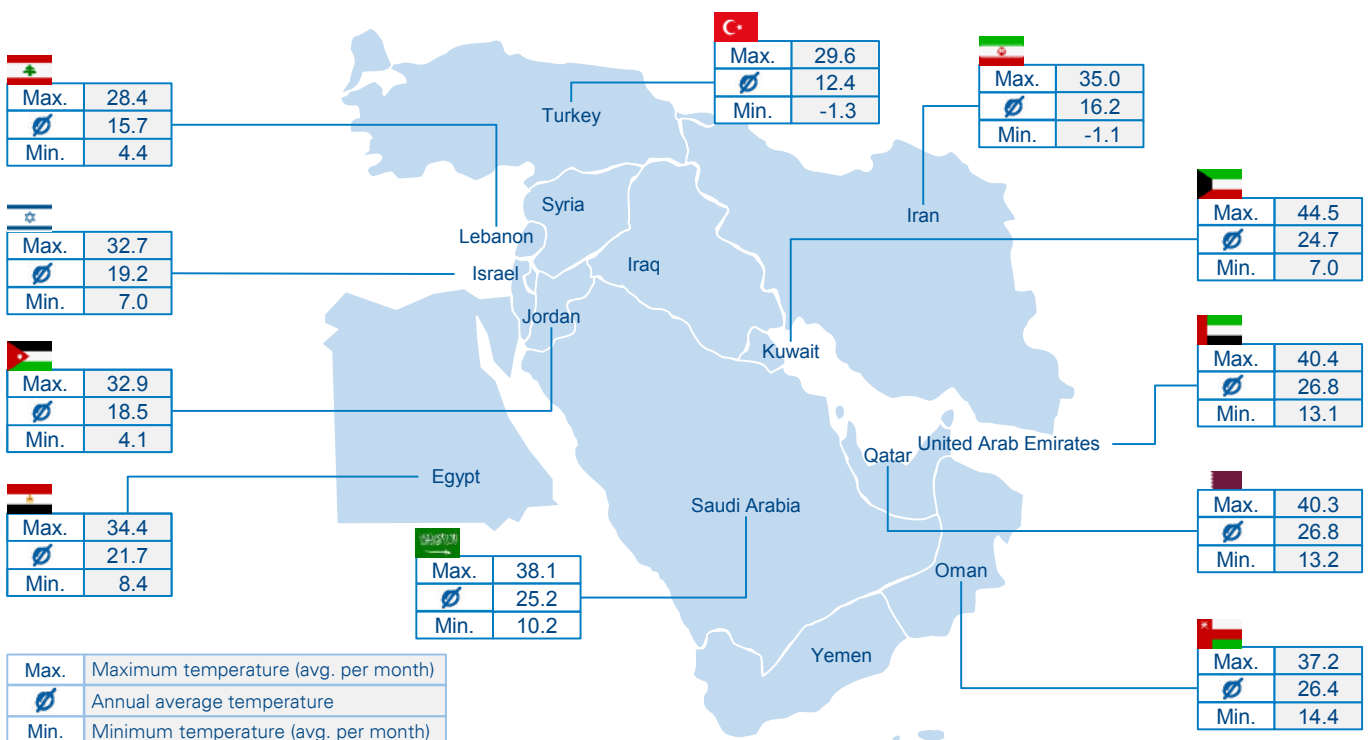 Max. 29.6
Ø 12.4
Min. -1.3
Max. 35.0
Ø 16.2
Min. -1.1
Max. 28.4
Ø 15.7
Min. 4.4
Turkey
Max. 44.5
Ø 24.7
Min. 7.0
Syria
Iran
Lebanon
Max. 32.7
Ø 19.2
Min. 7.0
Israel
Iraq
Jordan
Kuwait
Max. 32.9
Ø 18.5
Min. 4.1
Max. 40.4
Ø 26.8
Min. 13.1
United Arab Emirates
Qatar
Egypt
Saudi Arabia
Max. 34.4
Ø 21.7
Min. 8.4
Max. 40.3
Ø 26.8
Min. 13.2
Max. 38.1
Ø 25.2
Min. 10.2
Oman
Yemen
Max. 37.2
Ø 26.4
Min. 14.4
Max. Maximum temperature (avg. per month)
Ø Annual average temperature
Min. Minimum temperature (avg. per month)